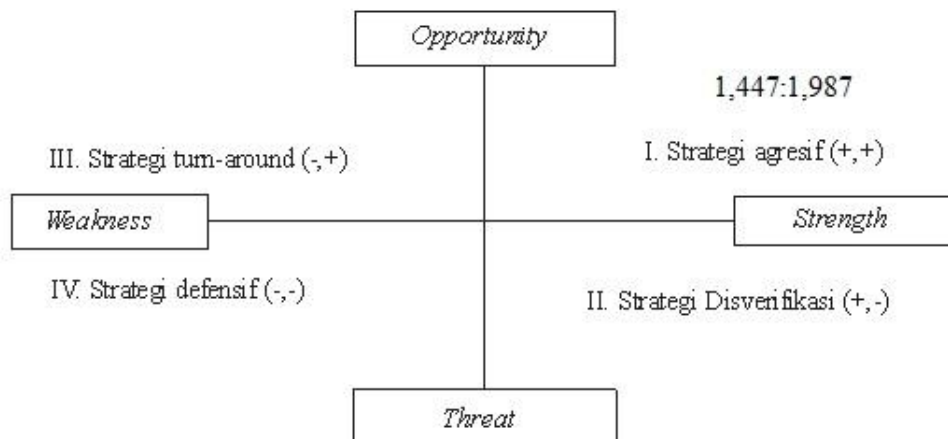 Opportunity
1,447:1,987
III. Strategi turn-around (-,+)
I. Strategi agresif (+,+)
Weakness
Strength
IV. Strategi defensif (-,-)
II. Strategi Disverifikasi (+,-)
Threat